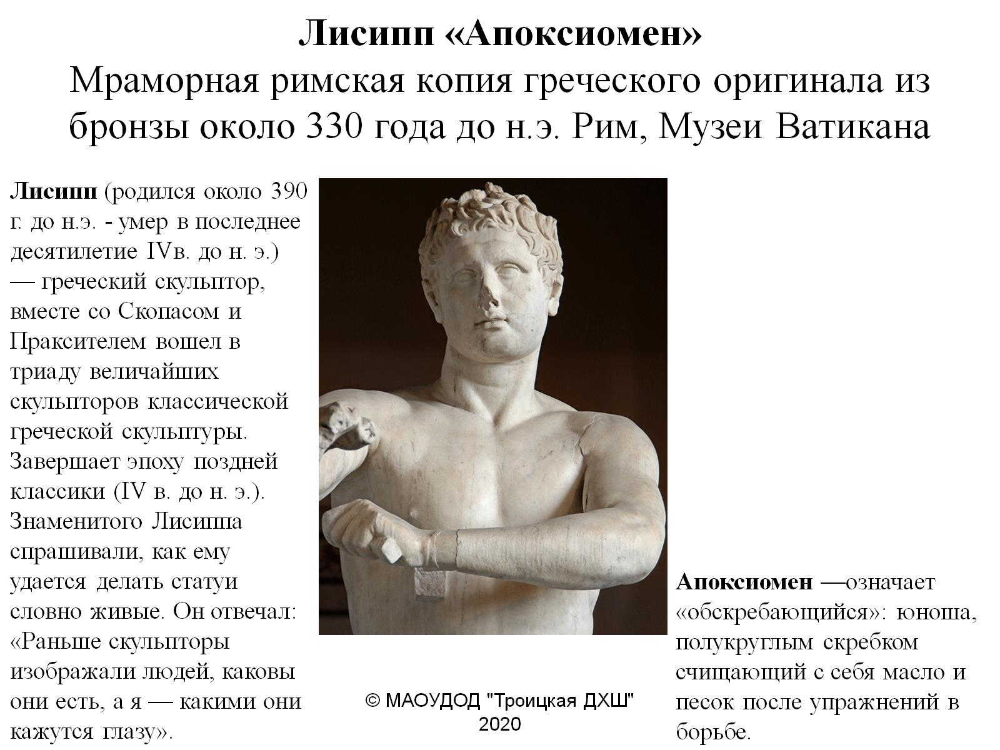 Лисипп «Апоксиомен»
Мраморная римская копия греческого оригинала из
бронзы около 330 года до н.э. Рим, Музеи Ватикана
Лисипп (родился около 390
г. до н.э. - умер в последнее
десятилетие IVв. до н. э.)
— греческий скульптор,
вместе со Скопасом и
Праксителем вошел в
триаду величайших
скульпторов классической
греческой скульптуры.
Завершает эпоху поздней
классики (IV в. до н. э.).
Знаменитого Лисиппа
спрашивали, как ему
удается делать статуи
словно живые. Он отвечал:
«Раньше скульпторы
изображали людей, каковы
они есть, а я — какими они
кажутся глазу».
Апоксиомен —означает
«обскребающийся»: юноша,
полукруглым скребком
счищающий с себя масло и
песок после упражнений в
борьбе.
© МАОУДОД "Троицкая ДХШ"
2020